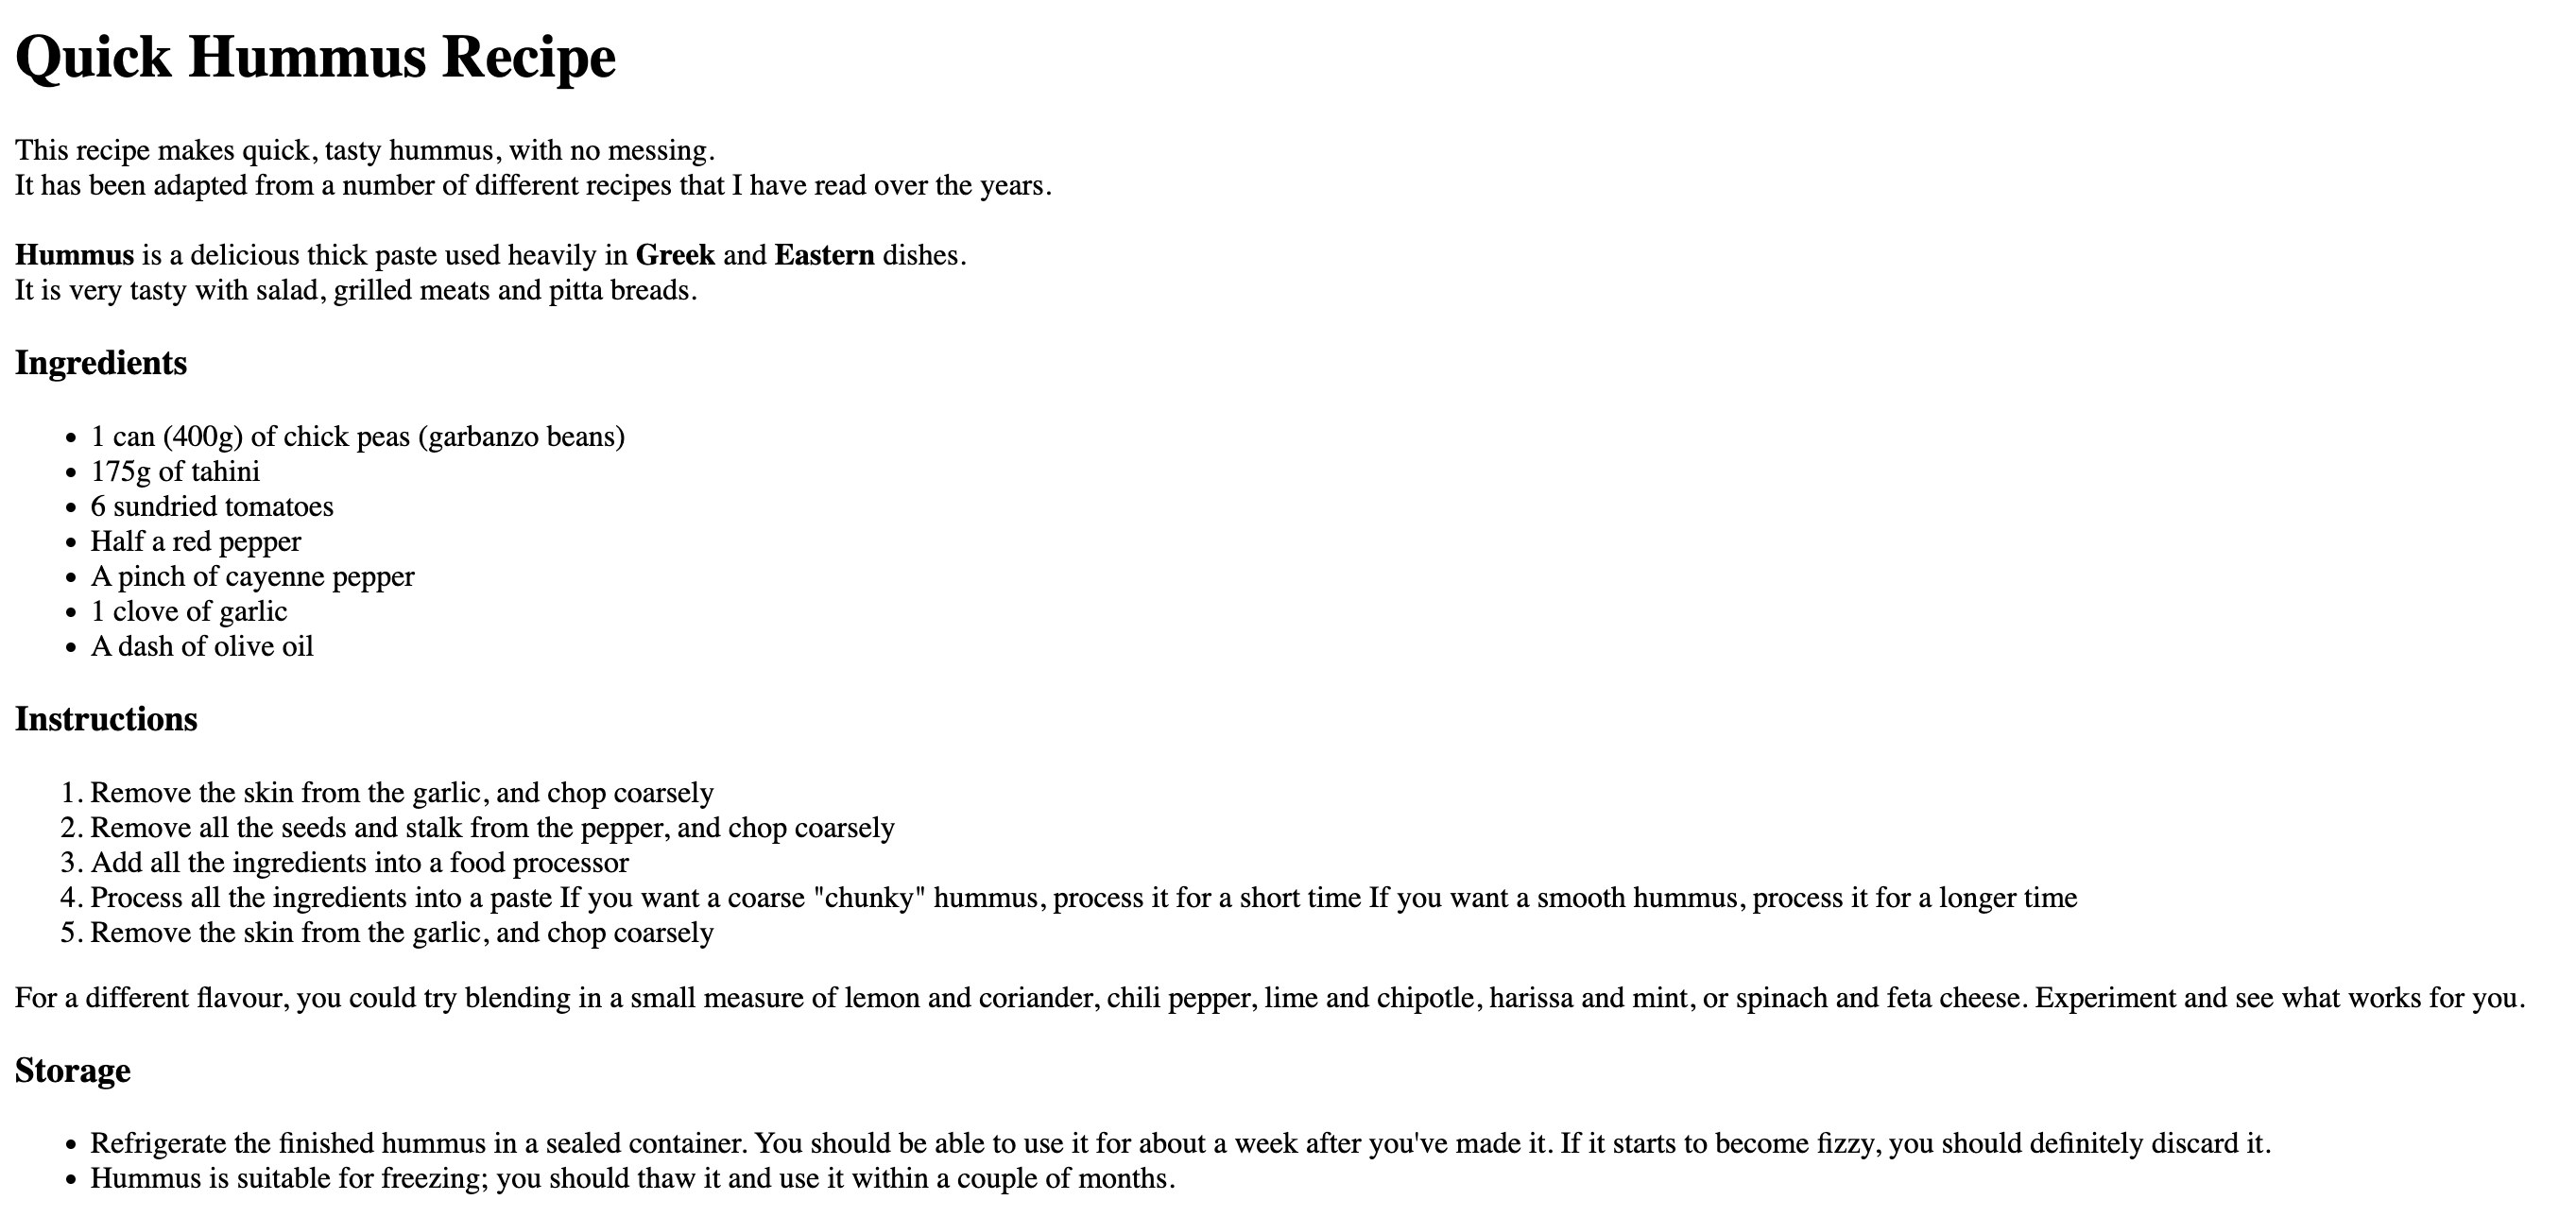 Quick Hummus Recipe
This recipe makes quick, tasty hummus, with no messing.
It has been adapted from a number of different recipes that I have read over the years.
Hummus is a delicious thick paste used heavily in Greek and Eastern dishes.
It is very tasty with salad, grilled meats and pitta breads.
Ingredients
• 1 can (400g) of chick peas (garbanzo beans)
• 175g of tahini
• 6 sundried tomatoes
• Half a red pepper
• A pinch of cayenne pepper
• 1 clove of garlic
• A dash of olive oil
Instructions
1. Remove the skin from the garlic, and chop coarsely
2. Remove all the seeds and stalk from the pepper, and chop coarsely
3. Add all the ingredients into a food processor
4. Process all the ingredients into a paste If you want a coarse "chunky" hummus, process it for a short time If you want a smooth hummus, process it for a longer time
5. Remove the skin from the garlic, and chop coarsely
For a different flavour, you could try blending in a small measure of lemon and coriander, chili pepper, lime and chipotle, harissa and mint, or spinach and feta cheese. Experiment and see what works for you.
Storage
• Refrigerate the finished hummus in a sealed container. You should be able to use it for about a week after you've made it. If it starts to become fizzy, you should definitely discard it.
• Hummus is suitable for freezing; you should thaw it and use it within a couple of months.